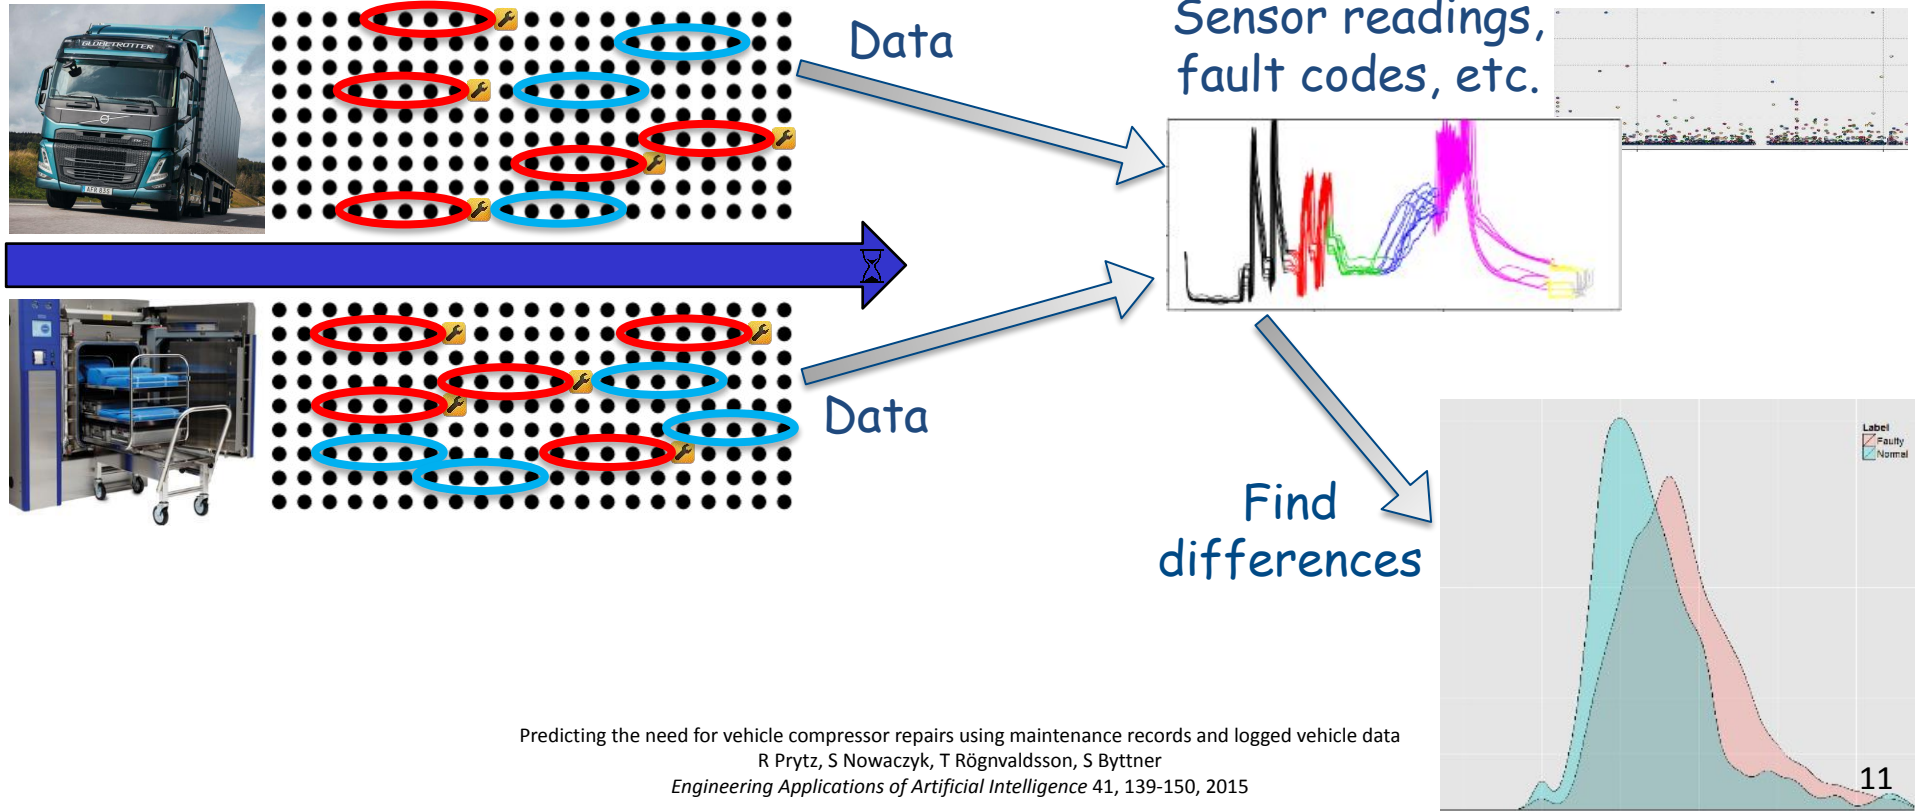 GLOBETROTTER
Data
Sensor readings,
fault codes, etc.
Data
Find
differences
Label
Faulty
Normal
Predicting the need for vehicle compressor repairs using maintenance records and logged vehicle data
R Prytz, S Nowaczyk, T Rögnvaldsson, S Byttner
Engineering Applications of Artificial Intelligence 41, 139-150, 2015
11